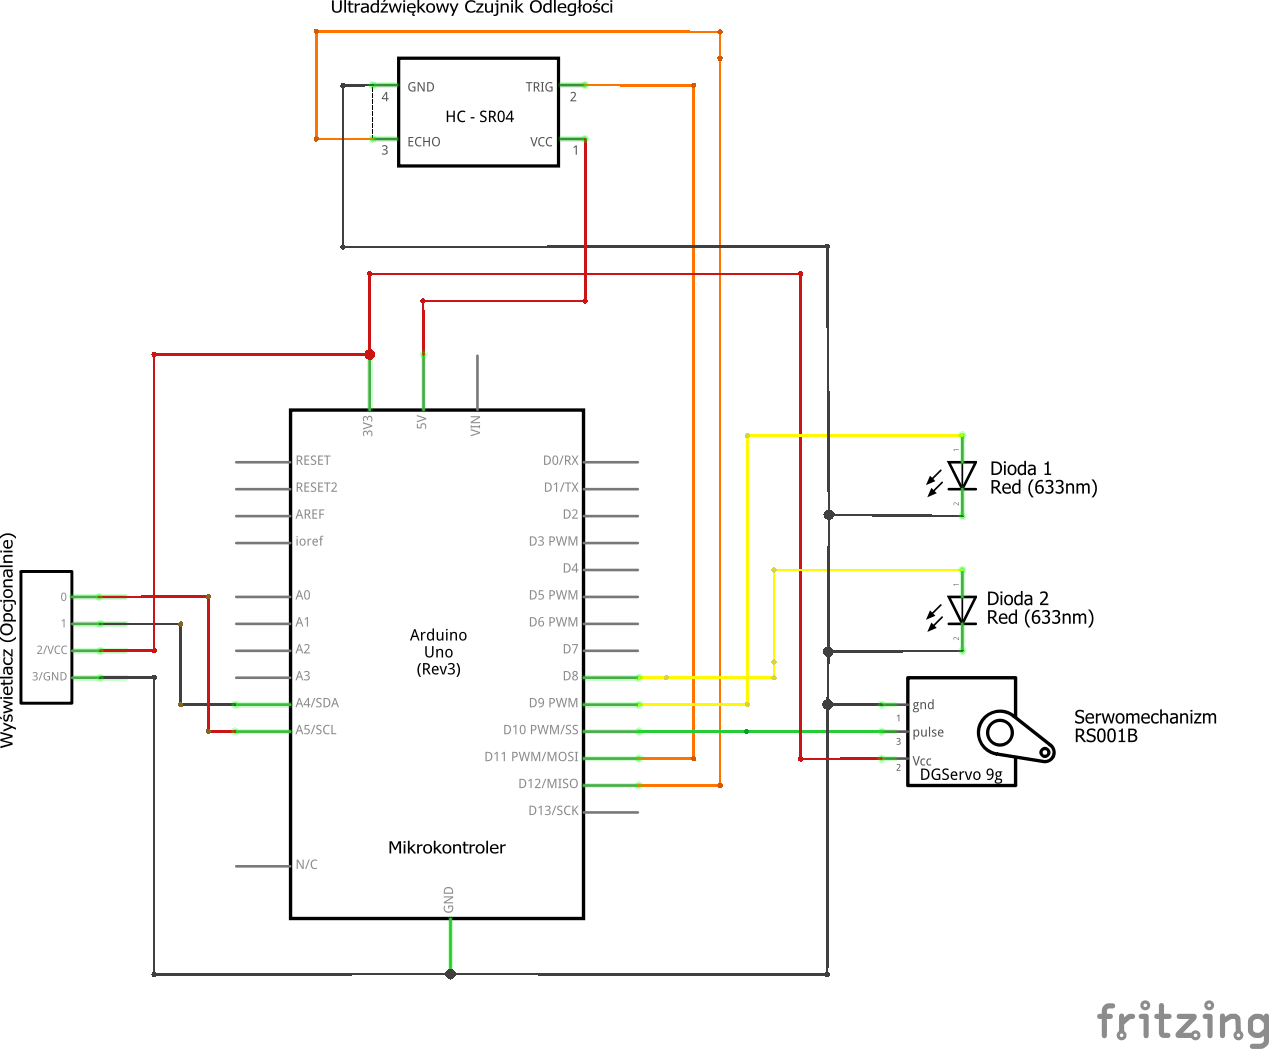 Ultradźwiękowy Czujnik Odległości
GND
TRIG
4
2
HC - SR04
ECHO
VCC
3
1
3V3
5V
VIN
RESET
D0/RX
RESET2
D1/TX
AREF
D2
ioref
D3 PWM
D4
A0
D5 PWM
A1
D6 PWM
A2
D7
A3
D8
A4/SDA
D9 PWM
A5/SCL
D10 PWM/SS
D11 PWM/MOSI
D12/MISO
D13/SCK
N/C
Arduino
Uno
(Rev3)
Mikrokontroler
GND
Wyświetlacz (Opcjonalnie)
0
1
2/VCC
3/GND
1
2
Dioda 1
Red (633nm)
1
2
Dioda 2
Red (633nm)
gnd
1
pulse
3
Vcc
2
DGServo 9g
Serwomechanizm
RS001B
fritzing